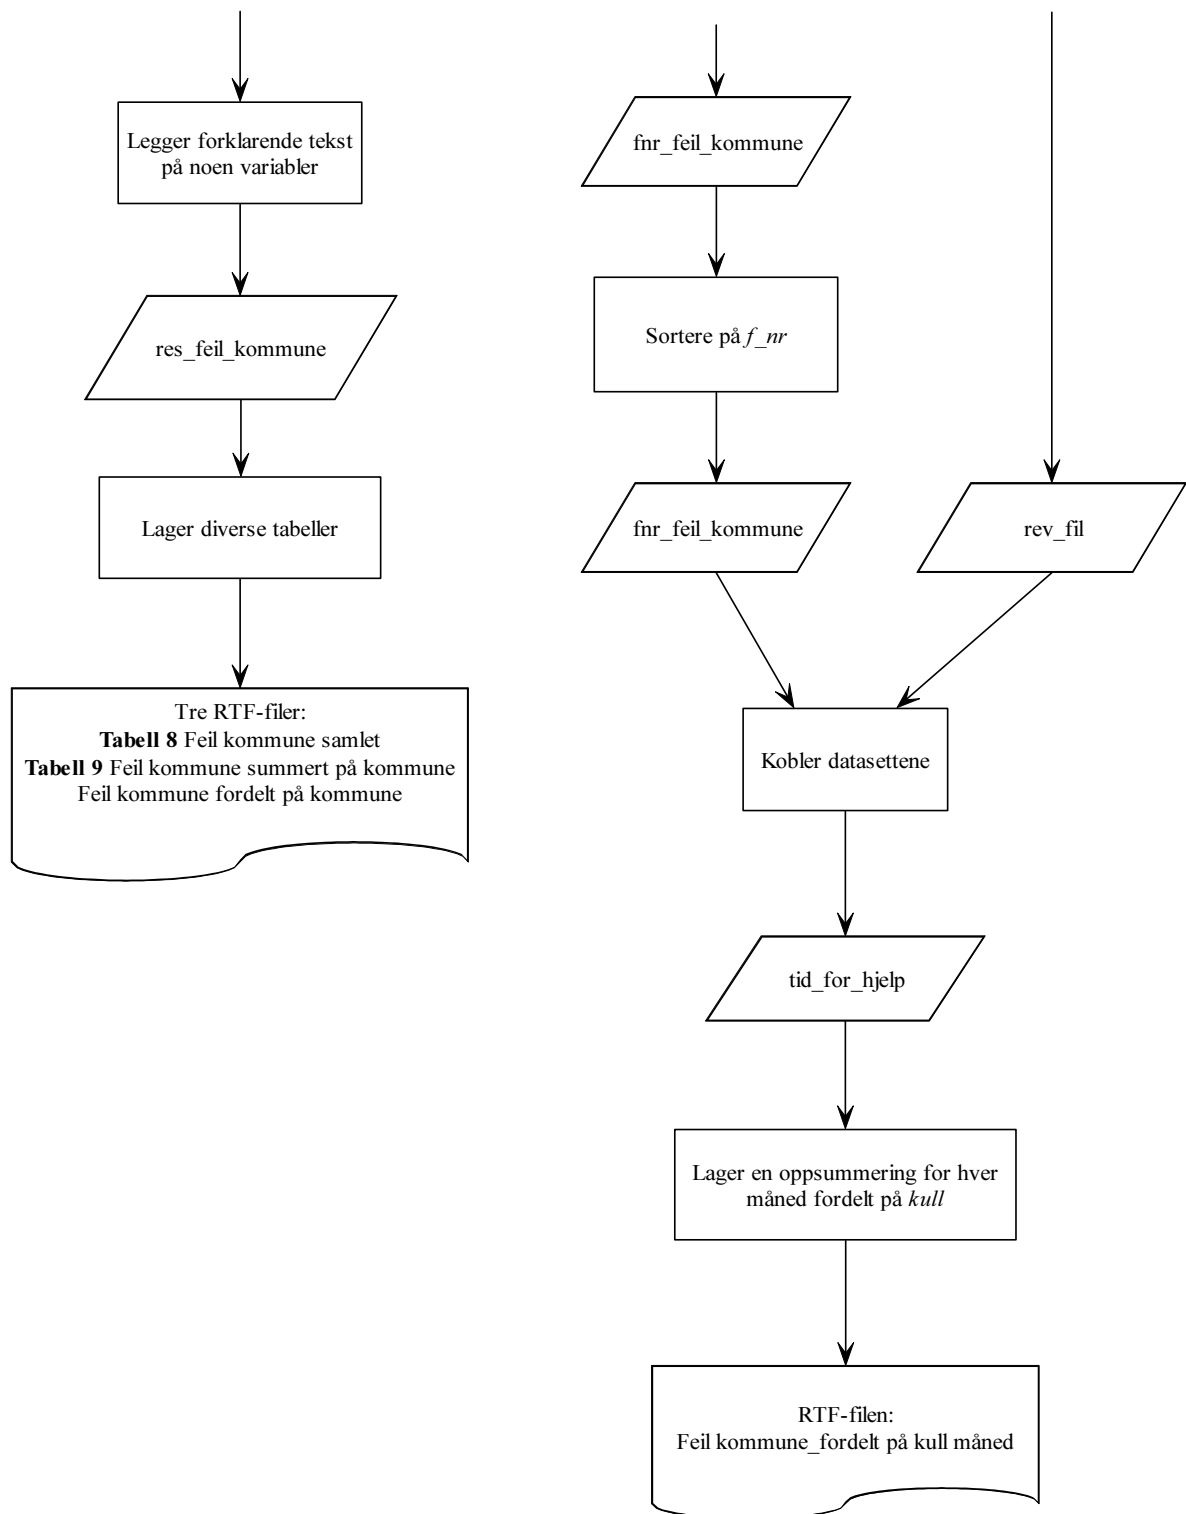 Legger forklarende tekst
på noen variabler
res_feil_kommune
Lager diverse tabeller
Tre RTF-filer:
Tabell 8 Feil kommune samlet
Tabell 9 Feil kommune summert på kommune
Feil kommune fordelt på kommune
fnr_feil_kommune
Sortere på f_nr
fnr_feil_kommune
rev_fil
Kobler datasettene
tid_for_hjelp
Lager en oppsummering for hver
måned fordelt på kull
RTF-filen:
Feil kommune_fordelt på kull måned